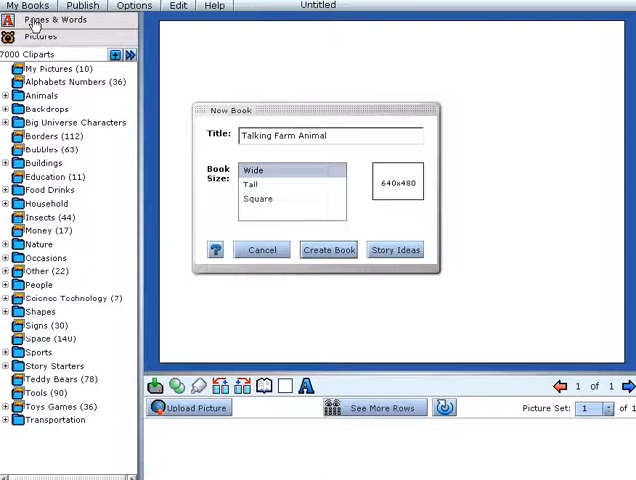 My Books Publish Options Edit Help Untitled
Pages & Words
Pictures
7000 Cliparts
My Pictures (10)
Alphabets Numbers (36)
Animals
Backdrops
Big Universe Characters
Borders (112)
Bubbles (63)
Buildings
Education (11)
Food Drinks
Household
Insects (44)
Money (17)
Nature
Occasions
Other (22)
People
Science Technology (7)
Shapes
Signs (30)
Space (140)
Sports
Story Starters
Teddy Bears (78)
Tools (90)
Toys Games (36)
Transportation
New Book
Title: Talking Farm Animal
Book Size:
Wide
Tall
Square
640x480
? Cancel Create Book Story Ideas
A 1 of 1
Upload Picture See More Rows Picture Set: 1 of 1